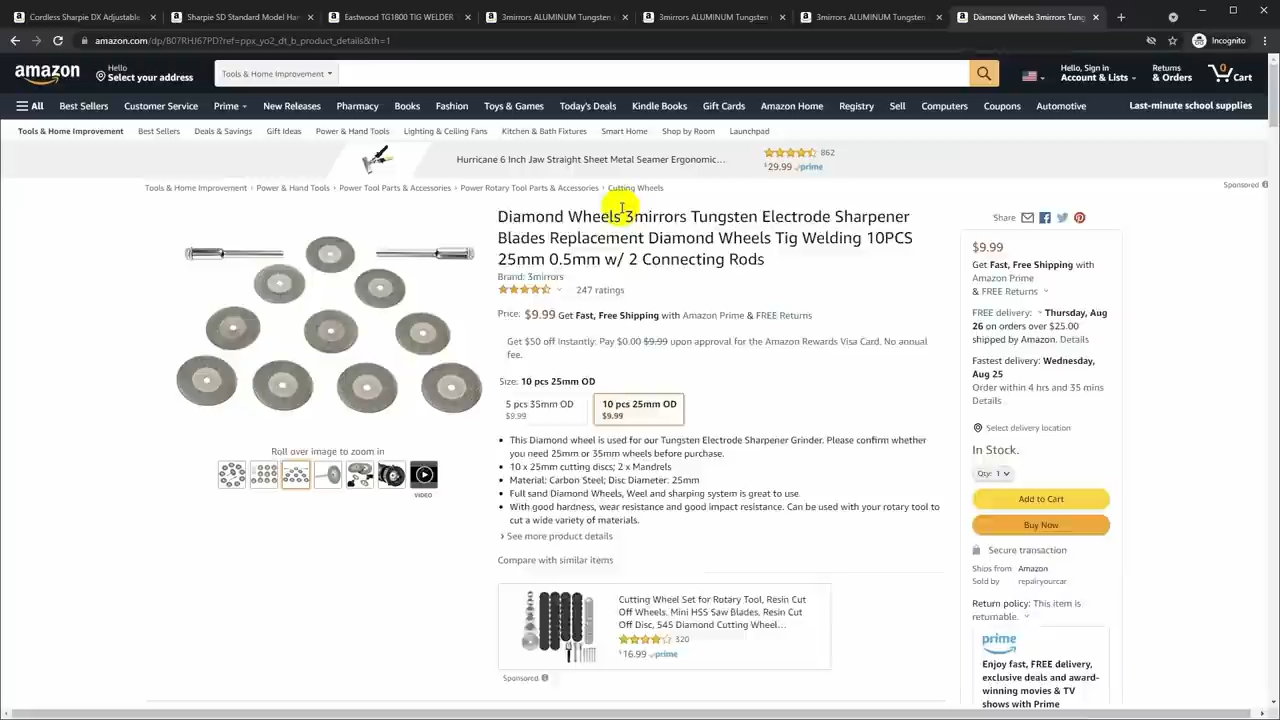 Cordless Sharpie DX Adjustable
Sharpie SD Standard Model Har
Eastwood TG1800 TIG WELDER
3mirrors ALUMINUM Tungsten
3mirrors ALUMINUM Tungsten
3mirrors ALUMINUM Tungsten
Diamond Wheels 3mirrors Tung
amazon.com/dp/B07RHJ67PD?ref=ppx_yo2_dt_b_product_details&th=1
Incognito
amazon
Hello
Select your address
Tools & Home Improvement
Hello, Sign in
Account & Lists
Returns
& Orders
0
Cart
All
Best Sellers
Customer Service
Prime
New Releases
Pharmacy
Books
Fashion
Toys & Games
Today's Deals
Kindle Books
Gift Cards
Amazon Home
Registry
Sell
Computers
Coupons
Automotive
Last-minute school supplies
Tools & Home Improvement
Best Sellers
Deals & Savings
Gift Ideas
Power & Hand Tools
Lighting & Ceiling Fans
Kitchen & Bath Fixtures
Smart Home
Shop by Room
Launchpad
Hurricane 6 Inch Jaw Straight Sheet Metal Seamer Ergonomic...
862
$29.99 prime
Sponsored
Tools & Home Improvement › Power & Hand Tools › Power Tool Parts & Accessories › Power Rotary Tool Parts & Accessories › Cutting Wheels
Diamond Wheels 3mirrors Tungsten Electrode Sharpener
Blades Replacement Diamond Wheels Tig Welding 10PCS
25mm 0.5mm w/ 2 Connecting Rods
Brand: 3mirrors
247 ratings
Price: $9.99 Get Fast, Free Shipping with Amazon Prime & FREE Returns
Get $50 off instantly: Pay $0.00 $9.99 upon approval for the Amazon Rewards Visa Card. No annual
fee.
Size: 10 pcs 25mm OD
5 pcs 35mm OD
$9.99
10 pcs 25mm OD
$9.99
• This Diamond wheel is used for our Tungsten Electrode Sharpener Grinder. Please confirm whether
you need 25mm or 35mm wheels before purchase.
• 10 x 25mm cutting discs; 2 x Mandrels
• Material: Carbon Steel; Disc Diameter: 25mm
• Full sand Diamond Wheels, Weel and sharping system is great to use.
• With good hardness, wear resistance and good impact resistance. Can be used with your rotary tool to
cut a wide variety of materials.
› See more product details
Compare with similar items
Cutting Wheel Set for Rotary Tool, Resin Cut
Off Wheels, Mini HSS Saw Blades, Resin Cut
Off Disc, 545 Diamond Cutting Wheel...
320
$16.99 prime
Sponsored
Roll over image to zoom in
VIDEO
Share
$9.99
Get Fast, Free Shipping with
Amazon Prime
& FREE Returns
FREE delivery: Thursday, Aug
26 on orders over $25.00
shipped by Amazon. Details
Fastest delivery: Wednesday,
Aug 25
Order within 4 hrs and 35 mins
Details
Select delivery location
In Stock.
Qty: 1
Add to Cart
Buy Now
Secure transaction
Ships from Amazon
Sold by repairyourcar
Return policy: This item is
returnable.
prime
Enjoy fast, FREE delivery,
exclusive deals and award-
winning movies & TV
shows with Prime